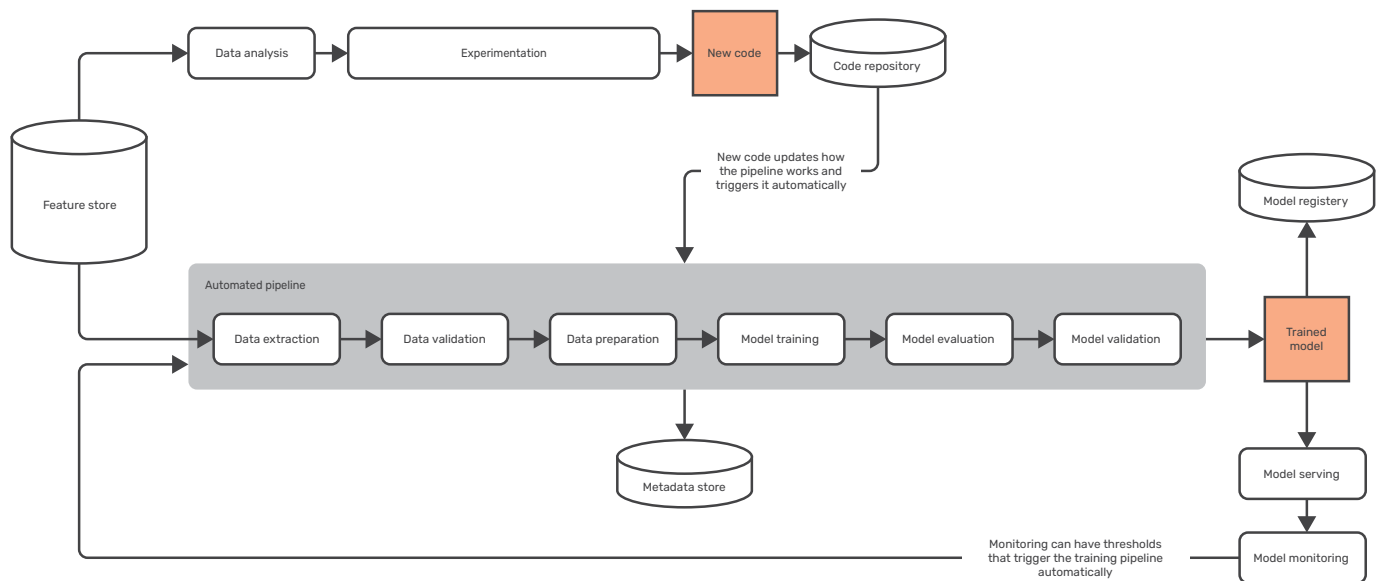 Data analysis
Experimentation
New code
Code repository
New code updates how
the pipeline works and
triggers it automatically
Feature store
Model registery
Automated pipeline
Data extraction
Data validation
Data preparation
Model training
Model evaluation
Model validation
Trained
model
Metadata store
Model serving
Monitoring can have thresholds
that trigger the training pipeline
automatically
Model monitoring